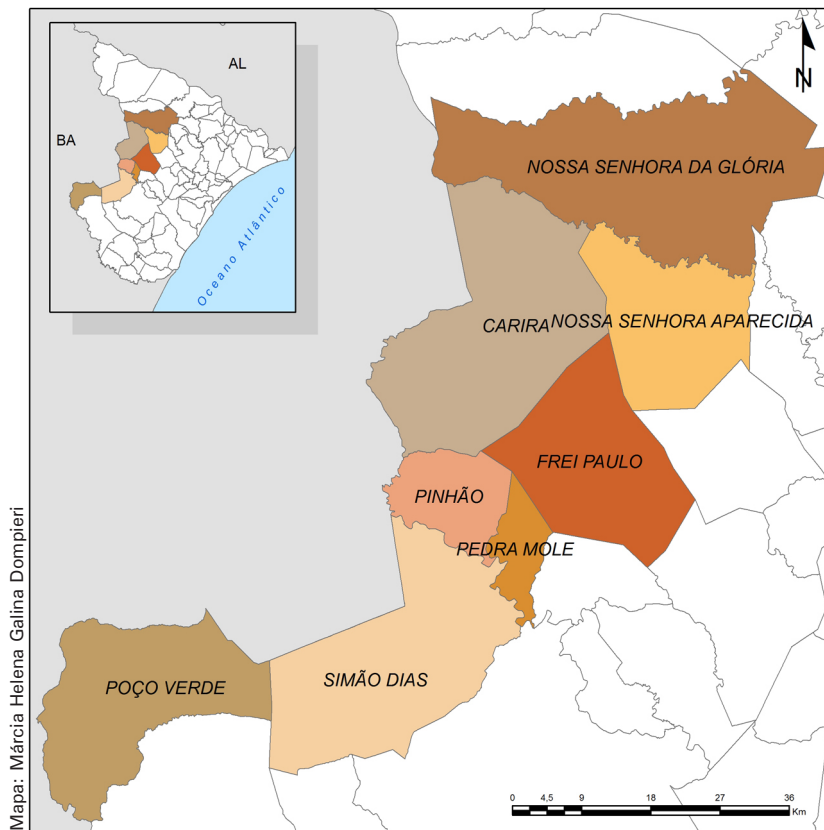 AL
BA
Oceano Atlântico
N
NOSSA SENHORA DA GLÓRIA
CARIRA
NOSSA SENHORA APARECIDA
FREI PAULO
PINHÃO
PEDRA MOLE
SIMÃO DIAS
POÇO VERDE
0 4,5 9 18 27 36
Km
Mapa: Márcia Helena Galina Dompieri